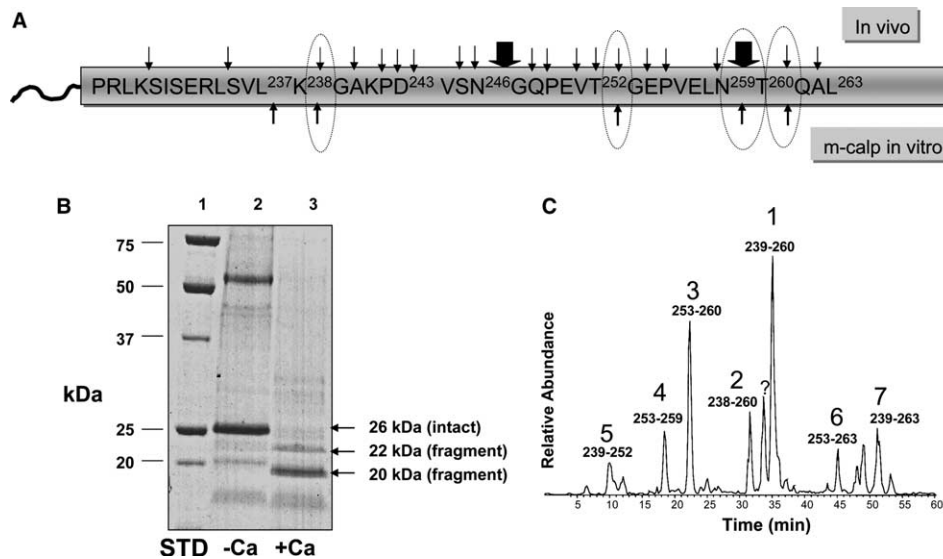 A
In vivo
PRLKSISERLSVL237K238GAKPD243 VSN246GQPEVT252GEPVELN259T260QAL263
m-calp in vitro
B
1 2 3
75
50
37
kDa
25
20
26 kDa (intact)
22 kDa (fragment)
20 kDa (fragment)
STD -Ca +Ca
C
Relative Abundance
1
239-260
3
253-260
2
238-260
?
4
253-259
7
239-263
6
253-263
5
239-252
5 10 15 20 25 30 35 40 45 50 55 60
Time (min)